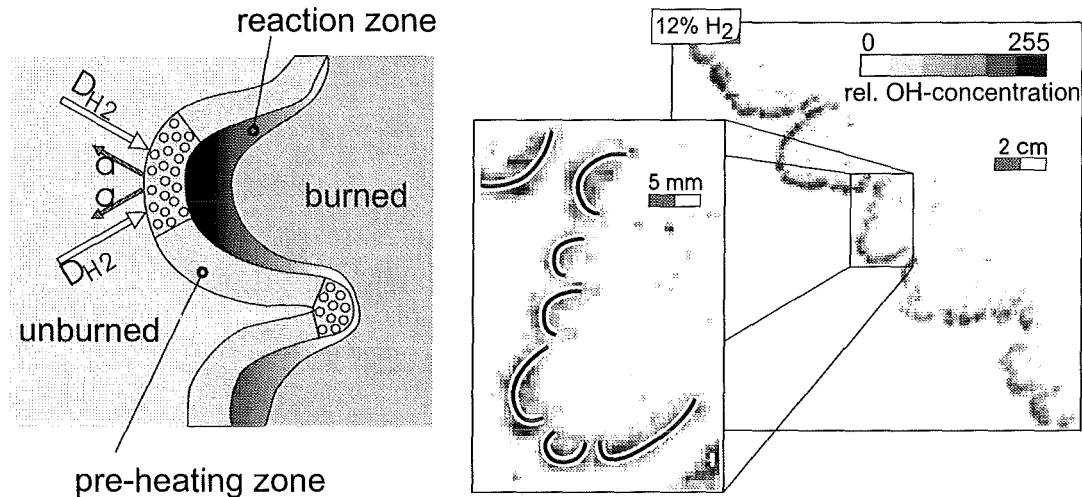 reaction zone
D_H2
a
a
D_H2
burned
unburned
pre-heating zone
12% H₂
0 255
rel. OH-concentration
2 cm
5 mm